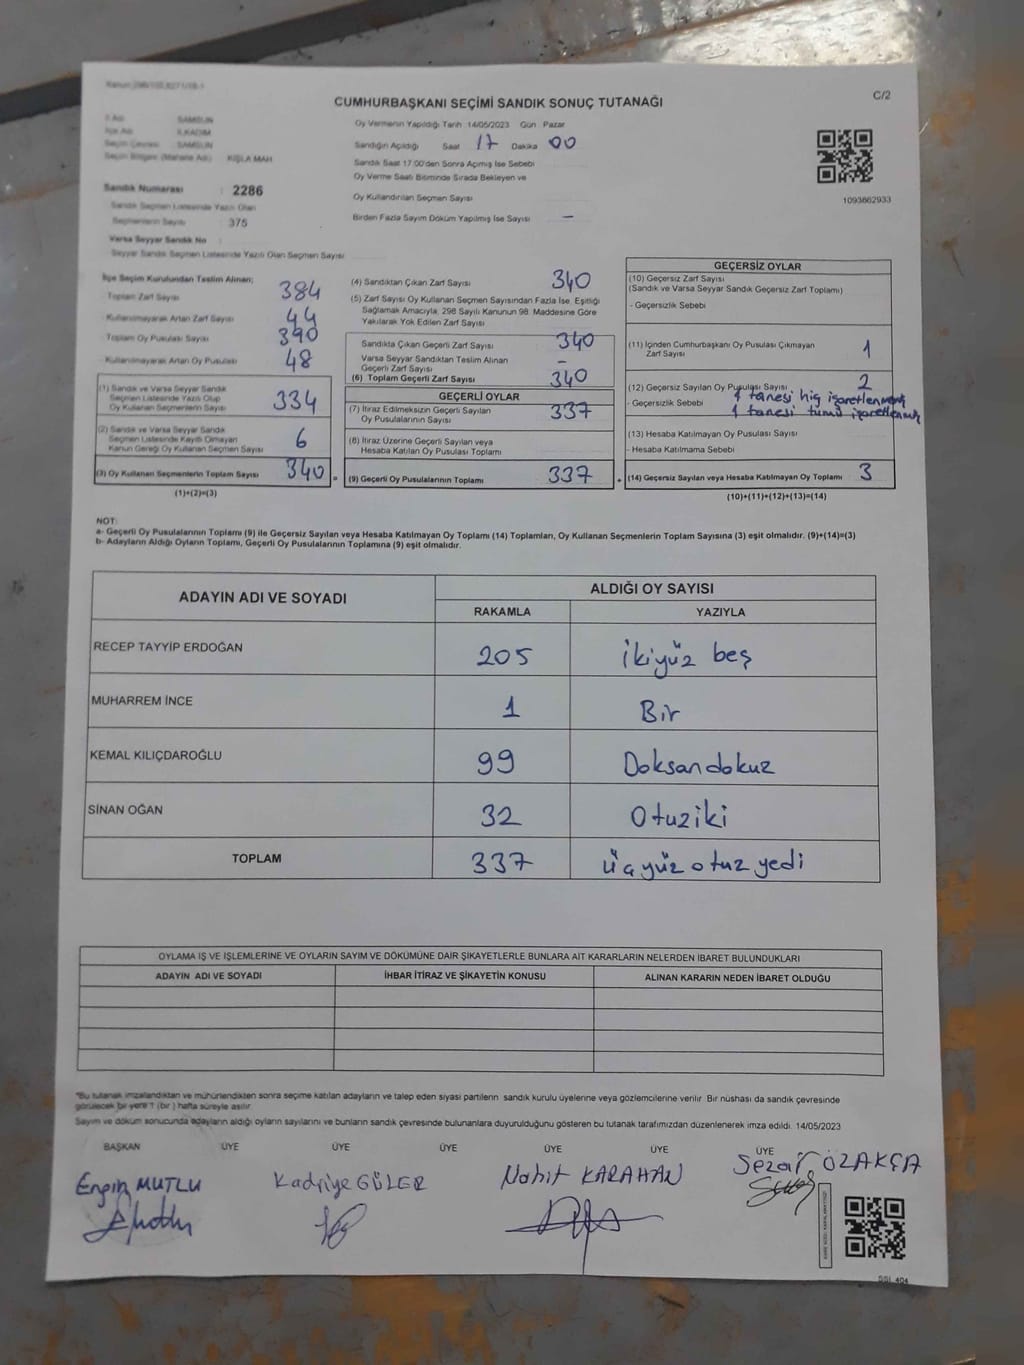 Kanun:298/105,6271/18-1
C/2
CUMHURBAŞKANI SEÇİMİ SANDIK SONUÇ TUTANAĞI
İl Adı SAMSUN
İlçe Adı İLKADIM
Seçim Çevresi SAMSUN
Seçim Bölgesi (Mahalle Adı) KIŞLA MAH
Sandık Numarası : 2286
Sandık Seçmen Listesinde Yazılı Olan
Seçmenlerin Sayısı : 375
Varsa Seyyar Sandık No :
Seyyar Sandık Seçmen Listesinde Yazılı Olan Seçmen Sayısı
Oy Vermenin Yapıldığı Tarih 14/05/2023 Gün Pazar
Sandığın Açıldığı Saat 17 Dakika 00
Sandık Saat 17:00'den Sonra Açılmış İse Sebebi
Oy Verme Saati Bitiminde Sırada Bekleyen ve
Oy Kullandırılan Seçmen Sayısı
Birden Fazla Sayım Döküm Yapılmış İse Sayısı –
1093662933
İlçe Seçim Kurulundan Teslim Alınan;
Toplam Zarf Sayısı 384
Kullanılmayarak Artan Zarf Sayısı 44
Toplam Oy Pusulası Sayısı 390
Kullanılmayarak Artan Oy Pusulası 48
(1) Sandık ve Varsa Seyyar Sandık
Seçmen Listesinde Yazılı Olup
Oy Kullanan Seçmenlerin Sayısı 334
(2) Sandık ve Varsa Seyyar Sandık
Seçmen Listesinde Kayıtlı Olmayan
Kanun Gereği Oy Kullanan Seçmen Sayısı 6
(3) Oy Kullanan Seçmenlerin Toplam Sayısı 340 =
(1)+(2)=(3)
(4) Sandıktan Çıkan Zarf Sayısı 340
(5) Zarf Sayısı Oy Kullanan Seçmen Sayısından Fazla İse, Eşitliği
Sağlamak Amacıyla, 298 Sayılı Kanunun 98. Maddesine Göre
Yakılarak Yok Edilen Zarf Sayısı
Sandıkta Çıkan Geçerli Zarf Sayısı 340
Varsa Seyyar Sandıktan Teslim Alınan
Geçerli Zarf Sayısı –
(6) Toplam Geçerli Zarf Sayısı 340
GEÇERLİ OYLAR
(7) İtiraz Edilmeksizin Geçerli Sayılan
Oy Pusulalarının Sayısı 337
(8) İtiraz Üzerine Geçerli Sayılan veya
Hesaba Katılan Oy Pusulası Toplamı
(9) Geçerli Oy Pusulalarının Toplamı 337 +
GEÇERSİZ OYLAR
(10) Geçersiz Zarf Sayısı
(Sandık ve Varsa Seyyar Sandık Geçersiz Zarf Toplamı)
- Geçersizlik Sebebi
(11) İçinden Cumhurbaşkanı Oy Pusulası Çıkmayan
Zarf Sayısı 1
(12) Geçersiz Sayılan Oy Pusulası Sayısı 2
- Geçersizlik Sebebi 1 tanesi hiç işaretlenmemiş
1 tanesi tümü işaretlenmiş
(13) Hesaba Katılmayan Oy Pusulası Sayısı
- Hesaba Katılmama Sebebi
(14) Geçersiz Sayılan veya Hesaba Katılmayan Oy Toplamı 3
(10)+(11)+(12)+(13)=(14)
NOT:
a- Geçerli Oy Pusulalarının Toplamı (9) ile Geçersiz Sayılan veya Hesaba Katılmayan Oy Toplamı (14) Toplamları, Oy Kullanan Seçmenlerin Toplam Sayısına (3) eşit olmalıdır. (9)+(14)=(3)
b- Adayların Aldığı Oyların Toplamı, Geçerli Oy Pusulalarının Toplamına (9) eşit olmalıdır.
ADAYIN ADI VE SOYADI
ALDIĞI OY SAYISI
RAKAMLA YAZIYLA
RECEP TAYYİP ERDOĞAN 205 İkiyüz beş
MUHARREM İNCE 1 Bir
KEMAL KILIÇDAROĞLU 99 Doksandokuz
SİNAN OĞAN 32 Otuziki
TOPLAM 337 Üçyüz otuz yedi
OYLAMA İŞ VE İŞLEMLERİNE VE OYLARIN SAYIM VE DÖKÜMÜNE DAİR ŞİKAYETLERLE BUNLARA AİT KARARLARIN NELERDEN İBARET BULUNDUKLARI
ADAYIN ADI VE SOYADI İHBAR İTİRAZ VE ŞİKAYETİN KONUSU ALINAN KARARIN NEDEN İBARET OLDUĞU
*Bu tutanak imzalandıktan ve mühürlendikten sonra seçime katılan adayların ve talep eden siyasi partilerin sandık kurulu üyelerine veya gözlemcilerine verilir. Bir nüshası da sandık çevresinde
görülecek bir yere 1 (bir) hafta süreyle asılır.
Sayım ve döküm sonucunda adayların aldığı oyların sayılarını ve bunların sandık çevresinde bulunanlara duyurulduğunu gösteren bu tutanak tarafımızdan düzenlenerek imza edildi. 14/05/2023
BAŞKAN ÜYE ÜYE ÜYE ÜYE ÜYE ÜYE
Engin MUTLU Kadriye GÜLER Nahit KARAHAN Sezai ÖZAKÇA
SSİ 404